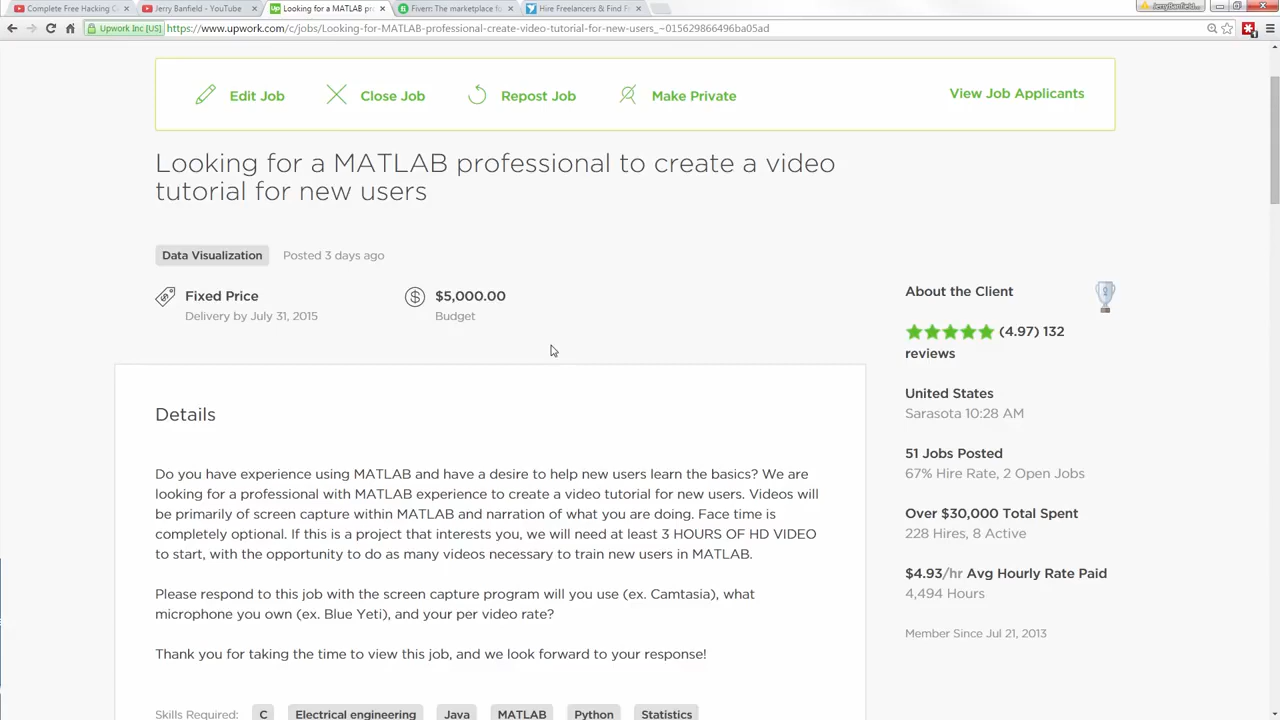 Complete Free Hacking C
Jerry Banfield - YouTube
Looking for a MATLAB pr
Fiverr: The marketplace fo
Hire Freelancers & Find F
Upwork Inc [US]
https://www.upwork.com/c/jobs/Looking-for-MATLAB-professional-create-video-tutorial-for-new-users_~015629866496ba05ad
Edit Job
Close Job
Repost Job
Make Private
View Job Applicants
Looking for a MATLAB professional to create a video
tutorial for new users
Data Visualization
Posted 3 days ago
Fixed Price
Delivery by July 31, 2015
$5,000.00
Budget
Details
Do you have experience using MATLAB and have a desire to help new users learn the basics? We are
looking for a professional with MATLAB experience to create a video tutorial for new users. Videos will
be primarily of screen capture within MATLAB and narration of what you are doing. Face time is
completely optional. If this is a project that interests you, we will need at least 3 HOURS OF HD VIDEO
to start, with the opportunity to do as many videos necessary to train new users in MATLAB.
Please respond to this job with the screen capture program will you use (ex. Camtasia), what
microphone you own (ex. Blue Yeti), and your per video rate?
Thank you for taking the time to view this job, and we look forward to your response!
Skills Required:
C
Electrical engineering
Java
MATLAB
Python
Statistics
About the Client
(4.97) 132
reviews
United States
Sarasota 10:28 AM
51 Jobs Posted
67% Hire Rate, 2 Open Jobs
Over $30,000 Total Spent
228 Hires, 8 Active
$4.93/hr Avg Hourly Rate Paid
4,494 Hours
Member Since Jul 21, 2013